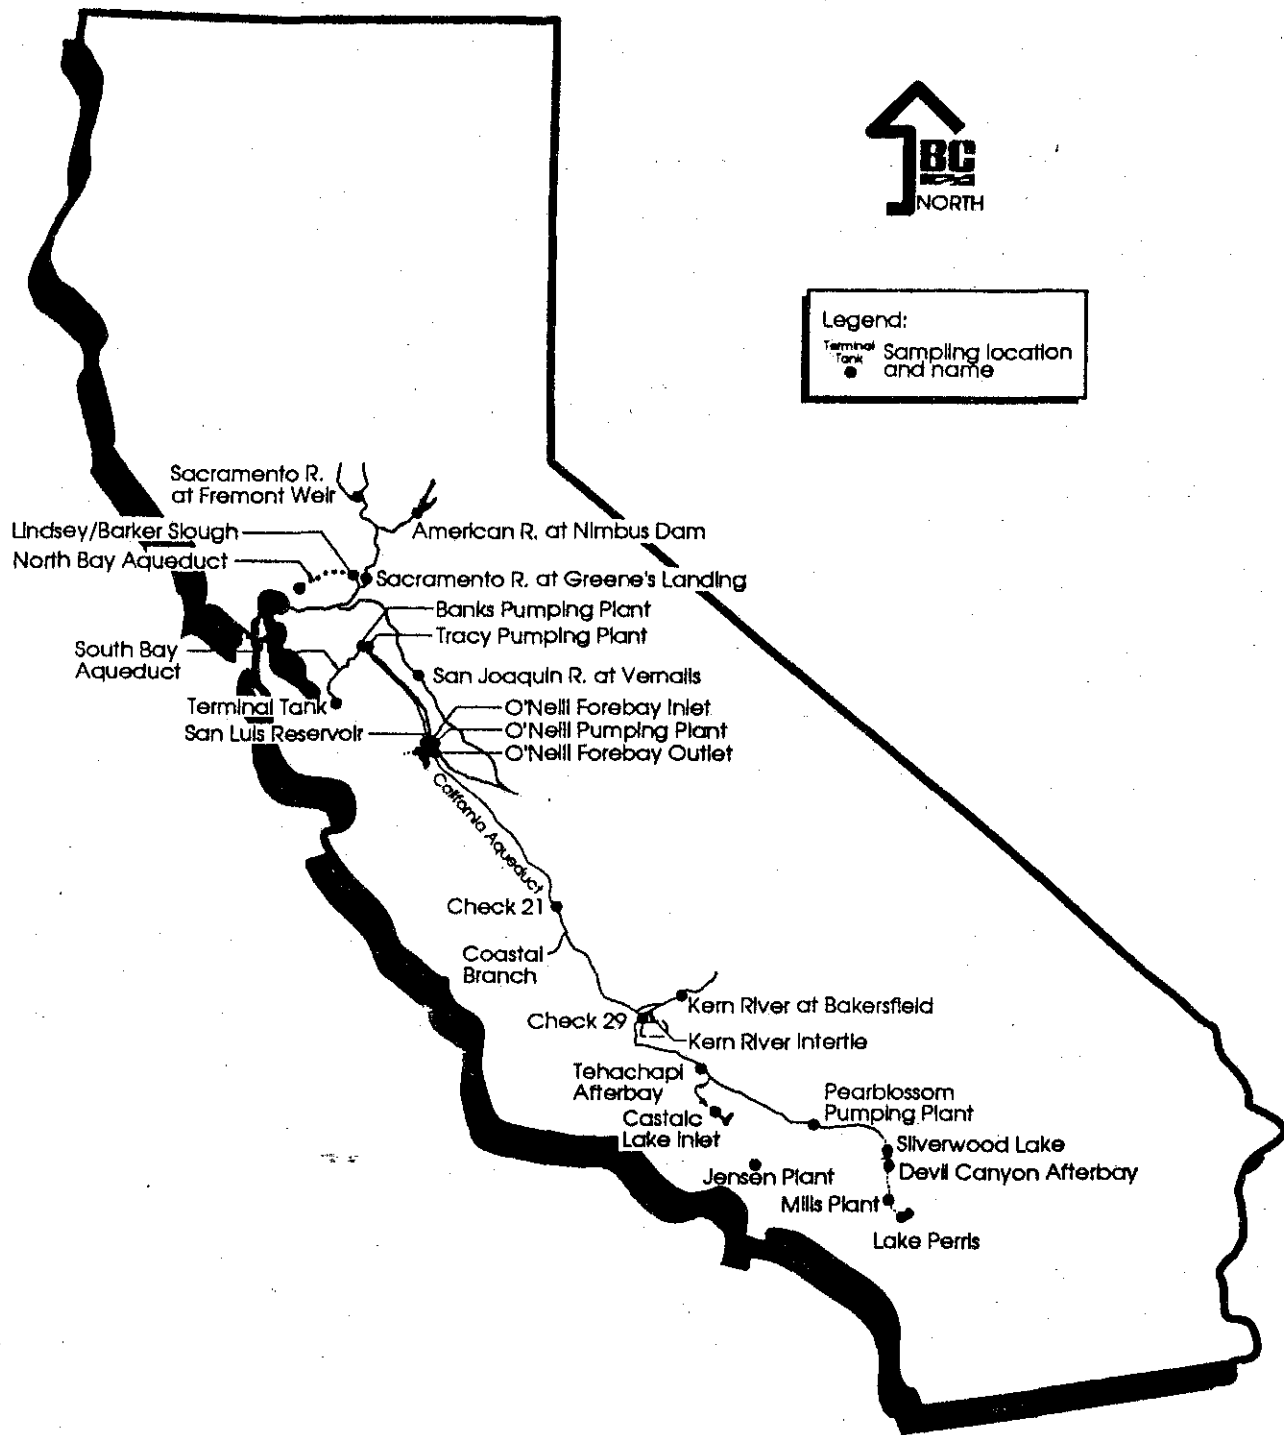 BC
NORTH
Legend:
Terminal
Tank
Sampling location
and name
Sacramento R.
at Fremont Weir
American R. at Nimbus Dam
Lindsey/Barker Slough
North Bay Aqueduct
Sacramento R. at Greene's Landing
Banks Pumping Plant
Tracy Pumping Plant
South Bay
Aqueduct
San Joaquin R. at Vernalis
Terminal Tank
San Luis Reservoir
O'Neill Forebay Inlet
O'Neill Pumping Plant
O'Neill Forebay Outlet
California Aqueduct
Check 21
Coastal
Branch
Kern River at Bakersfield
Check 29
Kern River Intertie
Tehachapi
Afterbay
Castaic
Lake Inlet
Pearblossom
Pumping Plant
Silverwood Lake
Devil Canyon Afterbay
Jensen Plant
Mills Plant
Lake Perris